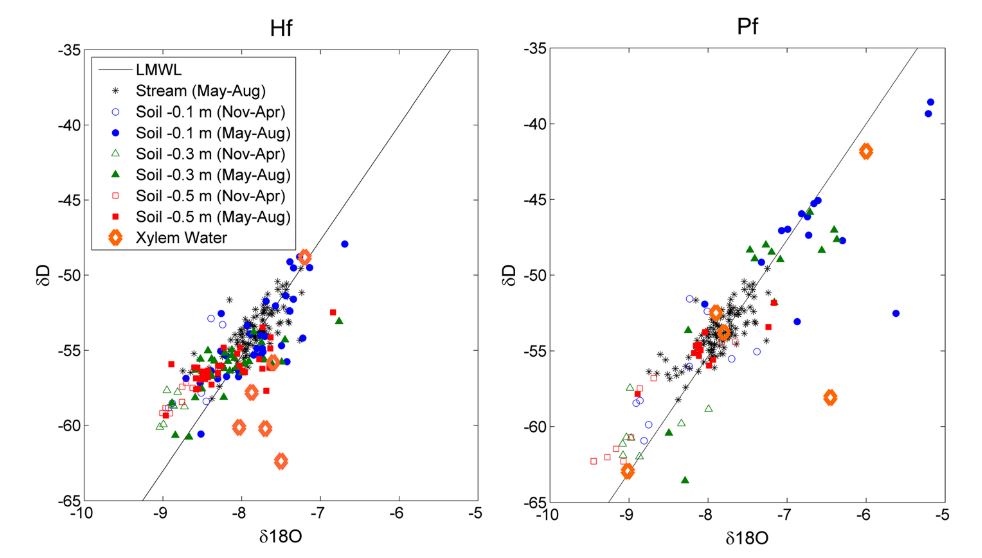 Hf
Pf
-35
-40
-45
-50
-55
-60
-65
-10
-9
-8
-7
-6
-5
δD
δ18O
LMWL
Stream (May-Aug)
Soil -0.1 m (Nov-Apr)
Soil -0.1 m (May-Aug)
Soil -0.3 m (Nov-Apr)
Soil -0.3 m (May-Aug)
Soil -0.5 m (Nov-Apr)
Soil -0.5 m (May-Aug)
Xylem Water
-35
-40
-45
-50
-55
-60
-65
-10
-9
-8
-7
-6
-5
δD
δ18O